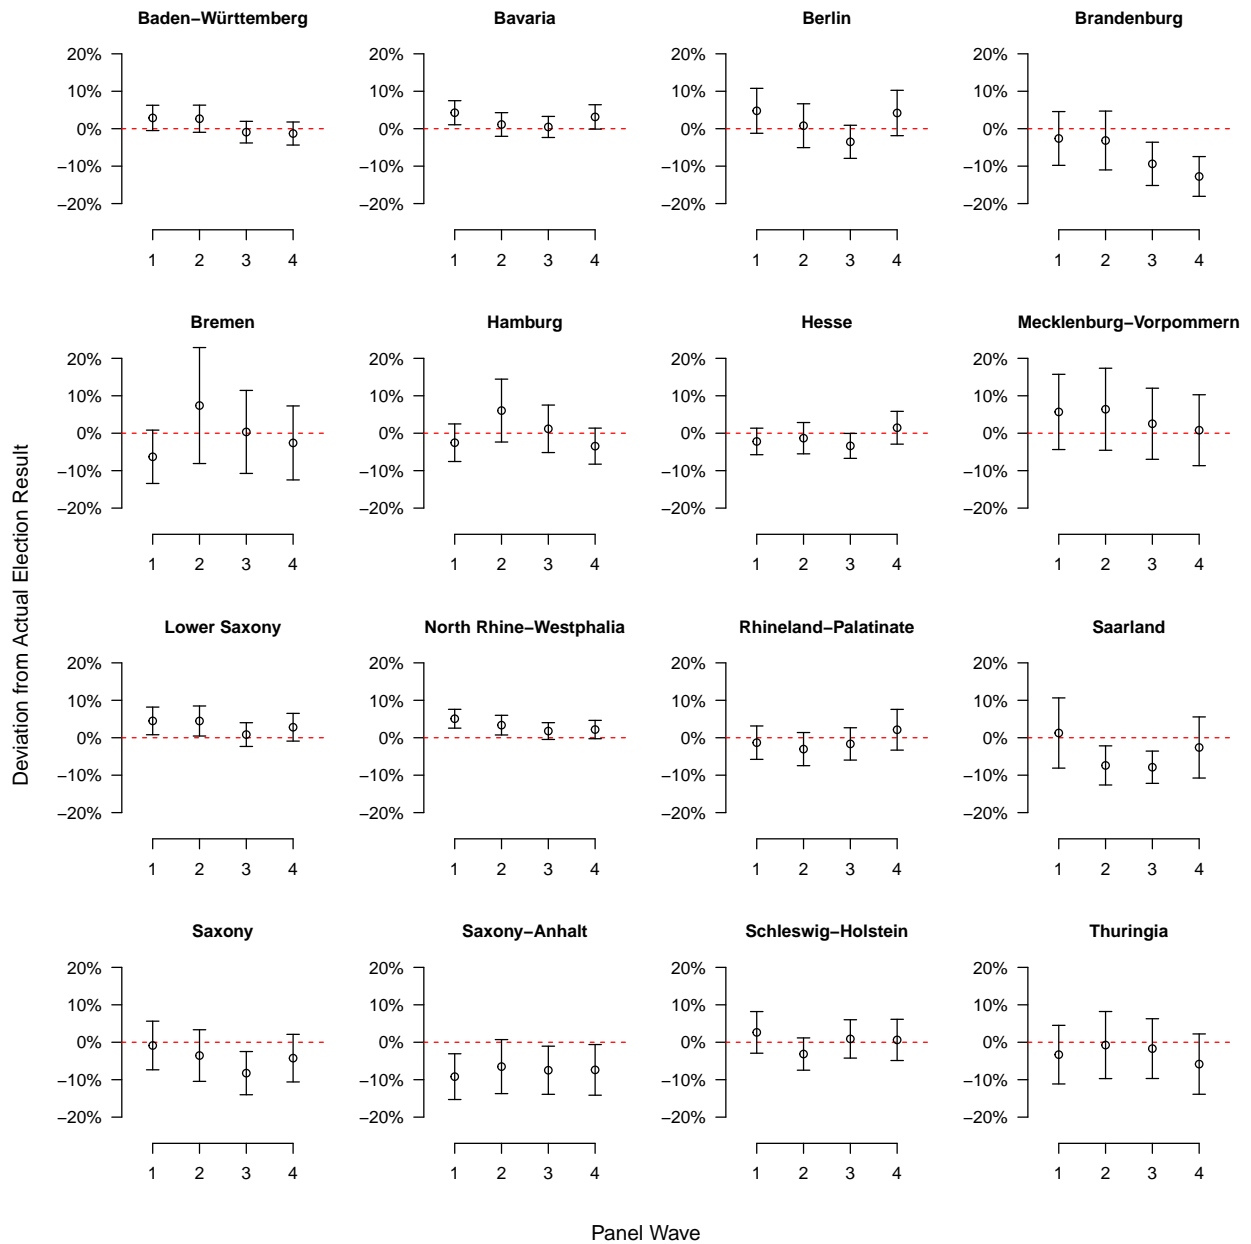 Baden−Württemberg
Bavaria
Berlin
Brandenburg
20%
10%
0%
−10%
−20%
1 2 3 4
20%
10%
0%
−10%
−20%
1 2 3 4
20%
10%
0%
−10%
−20%
1 2 3 4
20%
10%
0%
−10%
−20%
1 2 3 4
Bremen
Hamburg
Hesse
Mecklenburg−Vorpommern
20%
10%
0%
−10%
−20%
1 2 3 4
20%
10%
0%
−10%
−20%
1 2 3 4
20%
10%
0%
−10%
−20%
1 2 3 4
20%
10%
0%
−10%
−20%
1 2 3 4
Deviation from Actual Election Result
Lower Saxony
North Rhine−Westphalia
Rhineland−Palatinate
Saarland
20%
10%
0%
−10%
−20%
1 2 3 4
20%
10%
0%
−10%
−20%
1 2 3 4
20%
10%
0%
−10%
−20%
1 2 3 4
20%
10%
0%
−10%
−20%
1 2 3 4
Saxony
Saxony−Anhalt
Schleswig−Holstein
Thuringia
20%
10%
0%
−10%
−20%
1 2 3 4
20%
10%
0%
−10%
−20%
1 2 3 4
20%
10%
0%
−10%
−20%
1 2 3 4
20%
10%
0%
−10%
−20%
1 2 3 4
Panel Wave